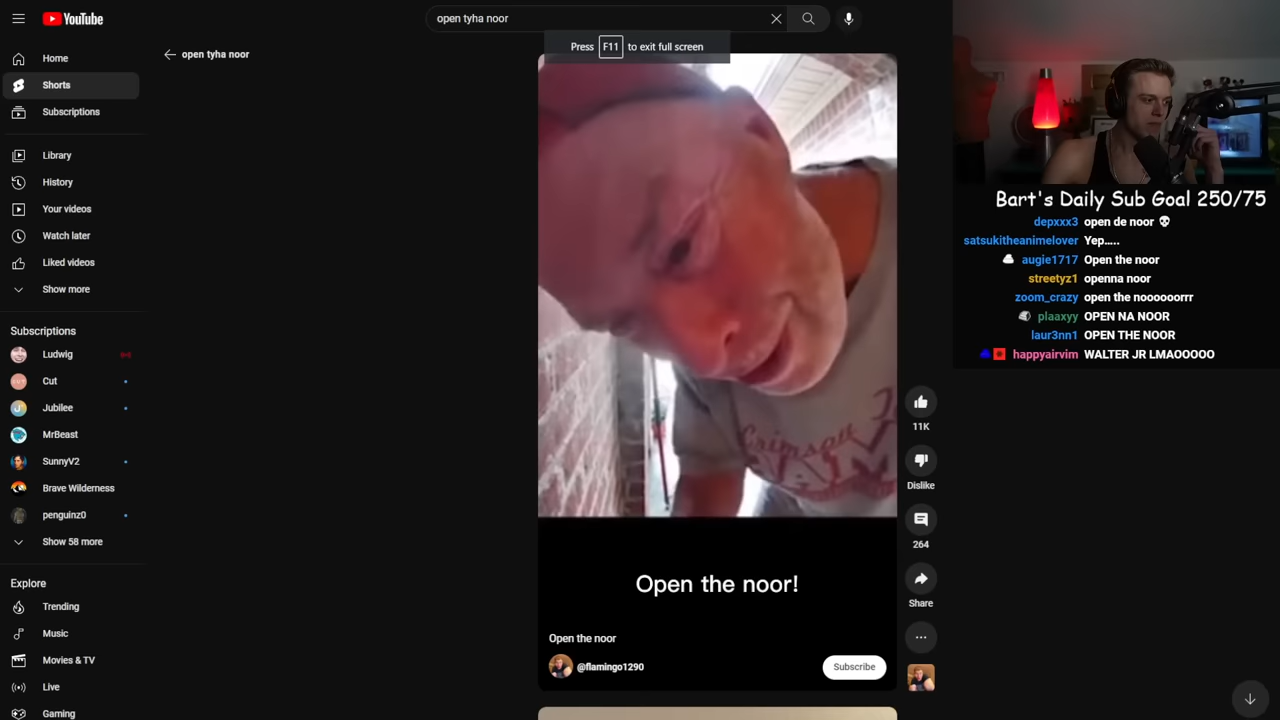 YouTube
open tyha noor
Press F11 to exit full screen
open tyha noor
Home
Shorts
Subscriptions
Library
History
Your videos
Watch later
Liked videos
Show more
Subscriptions
Ludwig
Cut
Jubilee
MrBeast
SunnyV2
Brave Wilderness
penguinz0
Show 58 more
Explore
Trending
Music
Movies & TV
Live
Gaming
Crimson
Open the noor!
Open the noor
@flamingo1290
Subscribe
11K
Dislike
264
Share
Bart's Daily Sub Goal 250/75
depxxx3 open de noor 💀
satsukitheanimelover Yep.....
augie1717 Open the noor
streetyz1 openna noor
zoom_crazy open the noooooorrr
plaaxyy OPEN NA NOOR
laur3nn1 OPEN THE NOOR
happyairvim WALTER JR LMAOOOOO